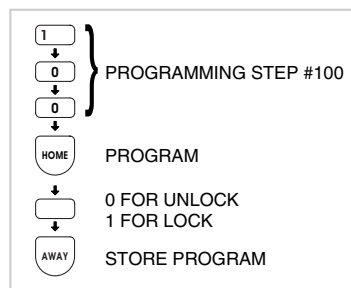 1
0
PROGRAMMING STEP #100
0
HOME PROGRAM
0 FOR UNLOCK
1 FOR LOCK
AWAY STORE PROGRAM